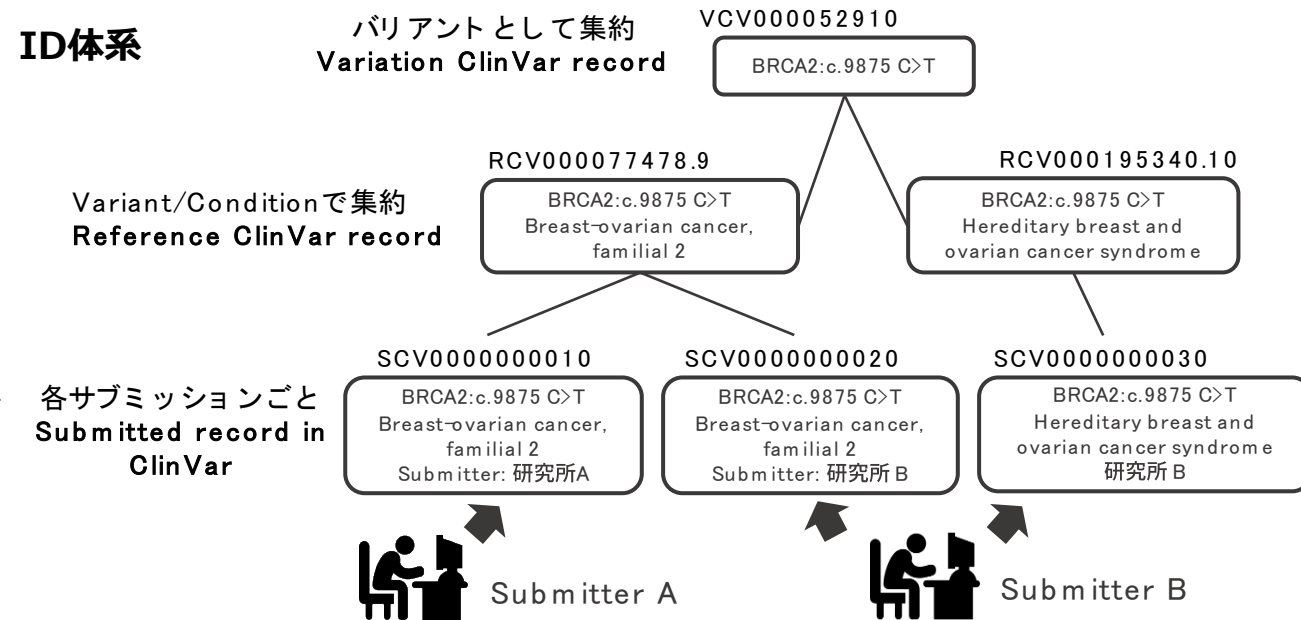 ID体系
バリアントとして集約
Variation ClinVar record
VCV000052910
BRCA2:c.9875 C>T
Variant/Conditionで集約
Reference ClinVar record
RCV000077478.9
BRCA2:c.9875 C>T
Breast-ovarian cancer,
familial 2
RCV000195340.10
BRCA2:c.9875 C>T
Hereditary breast and
ovarian cancer syndrome
各サブミッションごと
Submitted record in
ClinVar
SCV0000000010
BRCA2:c.9875 C>T
Breast-ovarian cancer,
familial 2
Submitter: 研究所A
SCV0000000020
BRCA2:c.9875 C>T
Breast-ovarian cancer,
familial 2
Submitter: 研究所 B
SCV0000000030
BRCA2:c.9875 C>T
Hereditary breast and
ovarian cancer syndrome
研究所 B
Submitter A
Submitter B